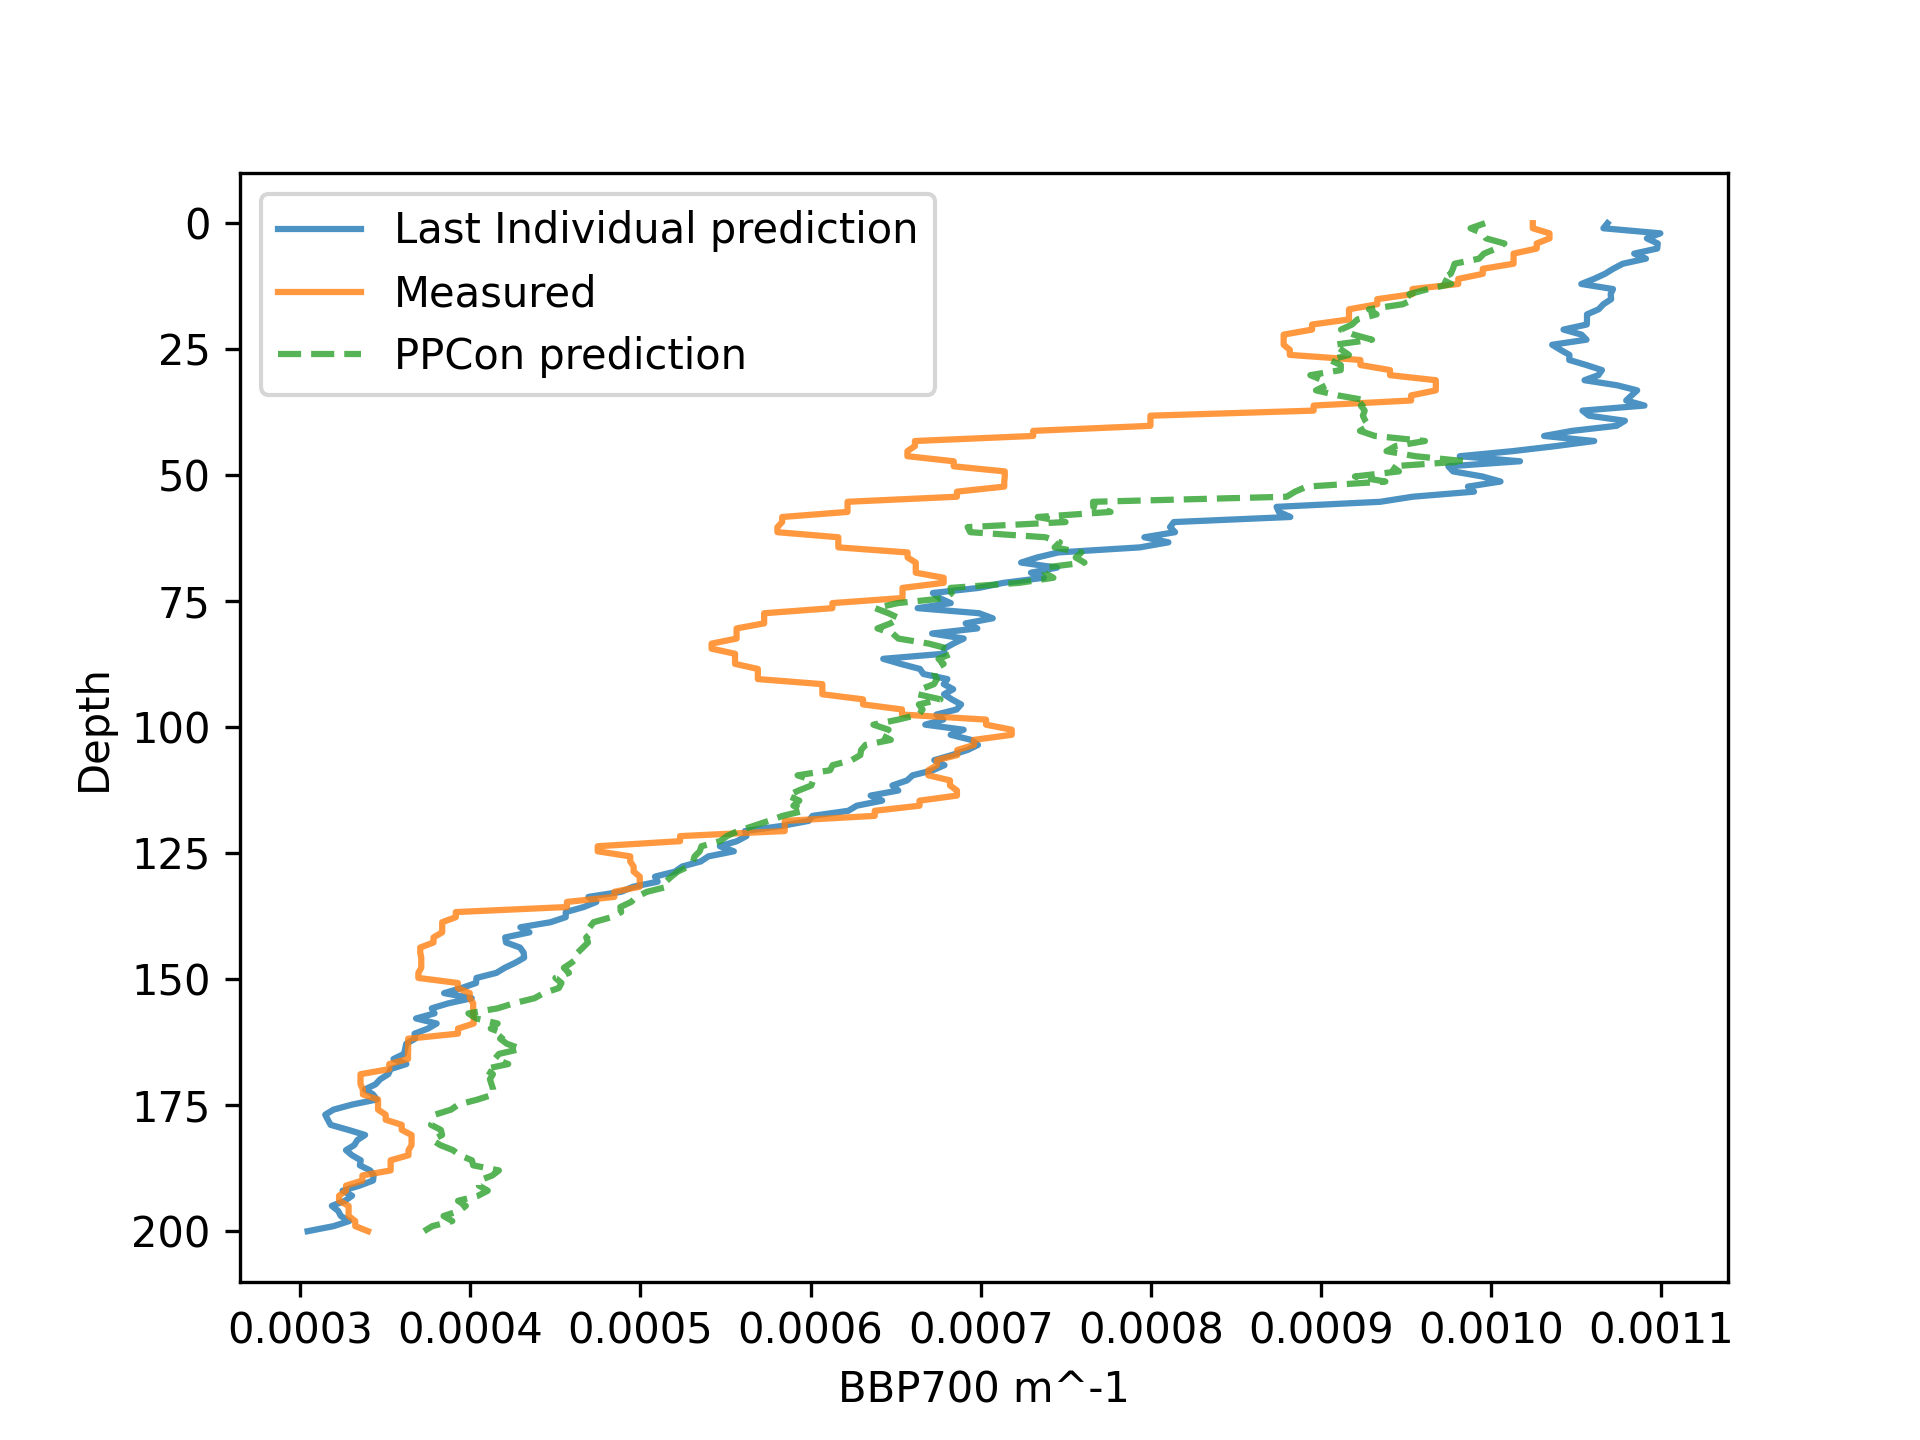 Last Individual prediction
Measured
PPCon prediction
0
25
50
75
100
125
150
175
200
Depth
0.0003 0.0004 0.0005 0.0006 0.0007 0.0008 0.0009 0.0010 0.0011
BBP700 m^-1